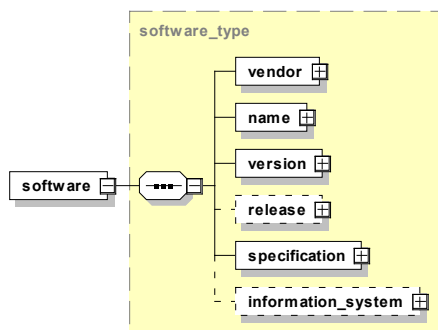 software_type
vendor
name
version
software
release
specification
information_system